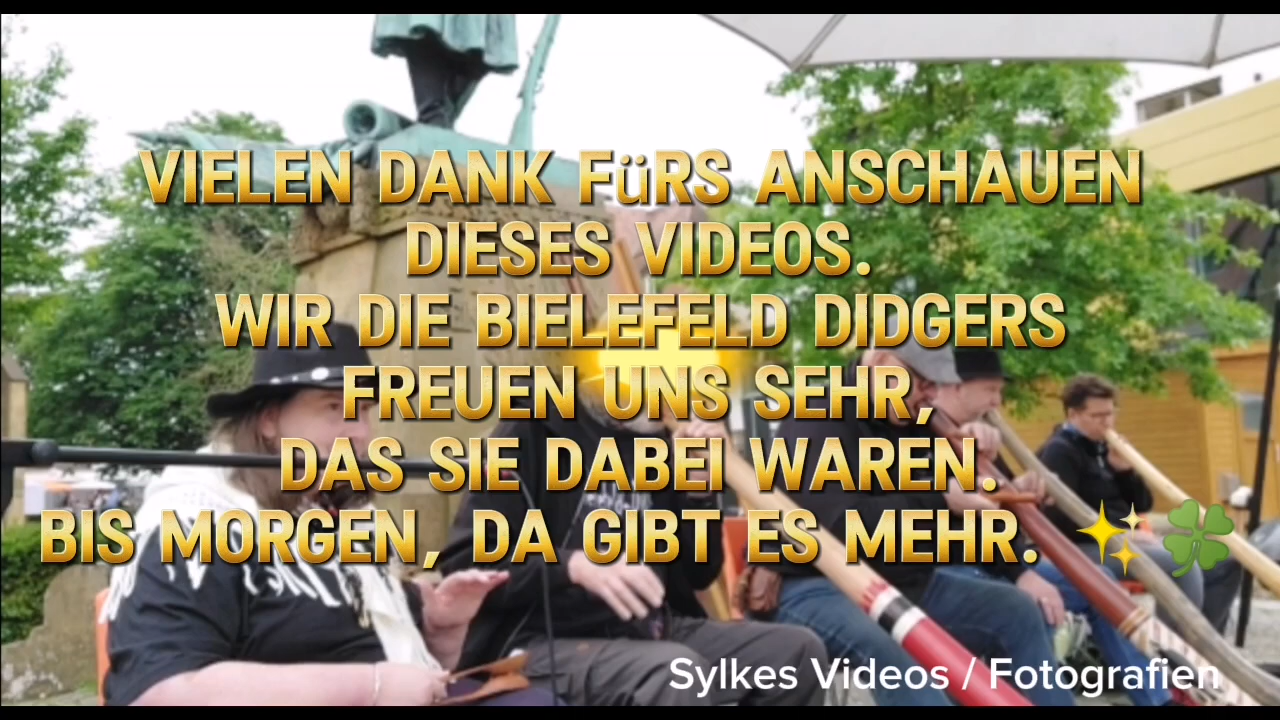 VIELEN DANK FüRS ANSCHAUEN
DIESES VIDEOS.
WIR DIE BIELEFELD DIDGERS
FREUEN UNS SEHR,
DAS SIE DABEI WAREN.
BIS MORGEN, DA GIBT ES MEHR. ✨🍀
Sylkes Videos / Fotografien